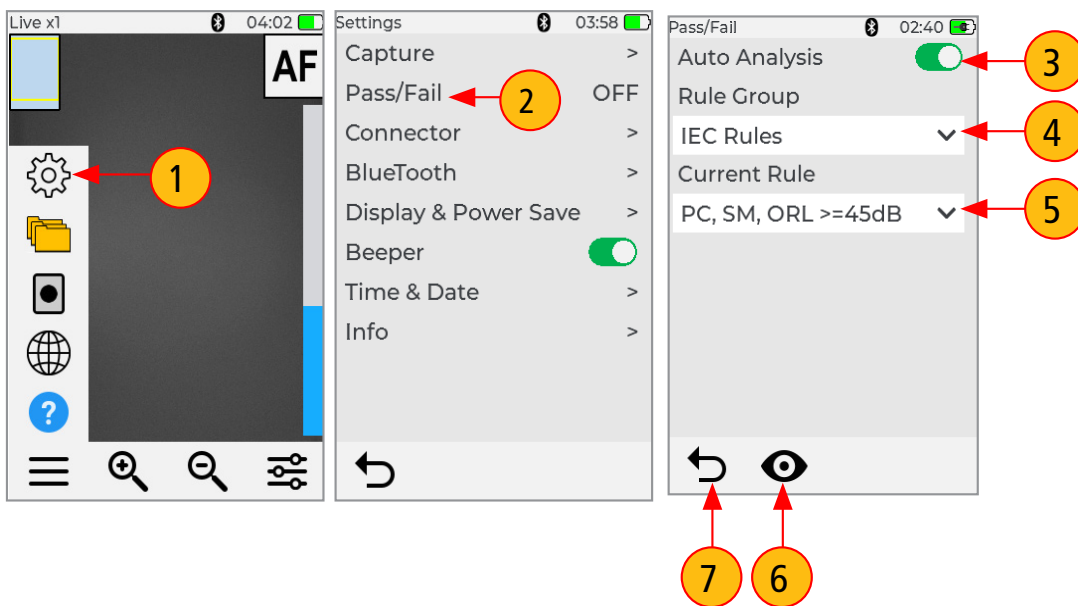 Live x1 04:02
AF
1
?
Settings 03:58
Capture >
Pass/Fail 2 OFF
Connector >
BlueTooth >
Display & Power Save >
Beeper
Time & Date >
Info >
Pass/Fail 02:40
Auto Analysis 3
Rule Group
IEC Rules 4
Current Rule
PC, SM, ORL >=45dB 5
7 6